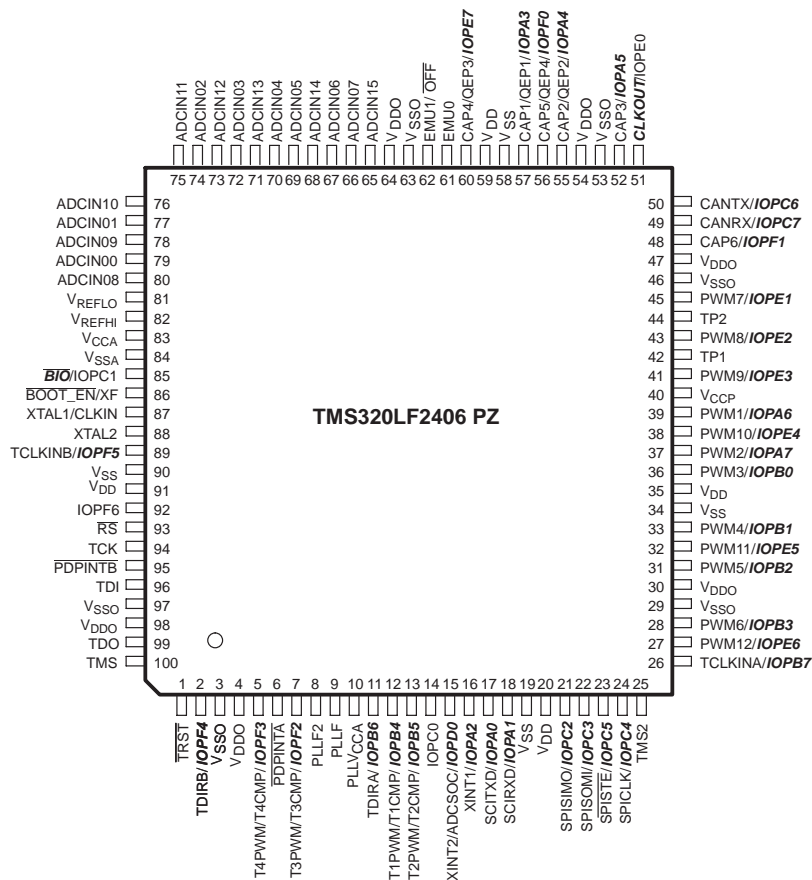 ADCIN11
ADCIN02
ADCIN12
ADCIN03
ADCIN13
ADCIN04
ADCIN05
ADCIN14
ADCIN06
ADCIN07
ADCIN15
VDDO
VSSO
EMU1/ OFF
EMU0
CAP4/QEP3/IOPE7
VDD
VSS
CAP1/QEP1/IOPA3
CAP5/QEP4/IOPF0
CAP2/QEP2/IOPA4
VDDO
VSSO
CAP3/IOPA5
CLKOUT/IOPE0
75 74 73 72 71 70 69 68 67 66 65 64 63 62 61 60 59 58 57 56 55 54 53 52 51
ADCIN10 76
ADCIN01 77
ADCIN09 78
ADCIN00 79
ADCIN08 80
VREFLO 81
VREFHI 82
VCCA 83
VSSA 84
BIO/IOPC1 85
BOOT_EN/XF 86
XTAL1/CLKIN 87
XTAL2 88
TCLKINB/IOPF5 89
VSS 90
VDD 91
IOPF6 92
RS 93
TCK 94
PDPINTB 95
TDI 96
VSSO 97
VDDO 98
TDO 99
TMS 100
TMS320LF2406 PZ
50 CANTX/IOPC6
49 CANRX/IOPC7
48 CAP6/IOPF1
47 VDDO
46 VSSO
45 PWM7/IOPE1
44 TP2
43 PWM8/IOPE2
42 TP1
41 PWM9/IOPE3
40 VCCP
39 PWM1/IOPA6
38 PWM10/IOPE4
37 PWM2/IOPA7
36 PWM3/IOPB0
35 VDD
34 VSS
33 PWM4/IOPB1
32 PWM11/IOPE5
31 PWM5/IOPB2
30 VDDO
29 VSSO
28 PWM6/IOPB3
27 PWM12/IOPE6
26 TCLKINA/IOPB7
1 2 3 4 5 6 7 8 9 10 11 12 13 14 15 16 17 18 19 20 21 22 23 24 25
TRST
TDIRB/IOPF4
VSSO
VDDO
T4PWM/T4CMP/IOPF3
PDPINTA
T3PWM/T3CMP/IOPF2
PLLF2
PLLF
PLLVCCA
TDIRA/IOPB6
T1PWM/T1CMP/IOPB4
T2PWM/T2CMP/IOPB5
IOPC0
XINT2/ADCSOC/IOPD0
XINT1/IOPA2
SCITXD/IOPA0
SCIRXD/IOPA1
VSS
VDD
SPISIMO/IOPC2
SPISOMI/IOPC3
SPISTE/IOPC5
SPICLK/IOPC4
TMS2